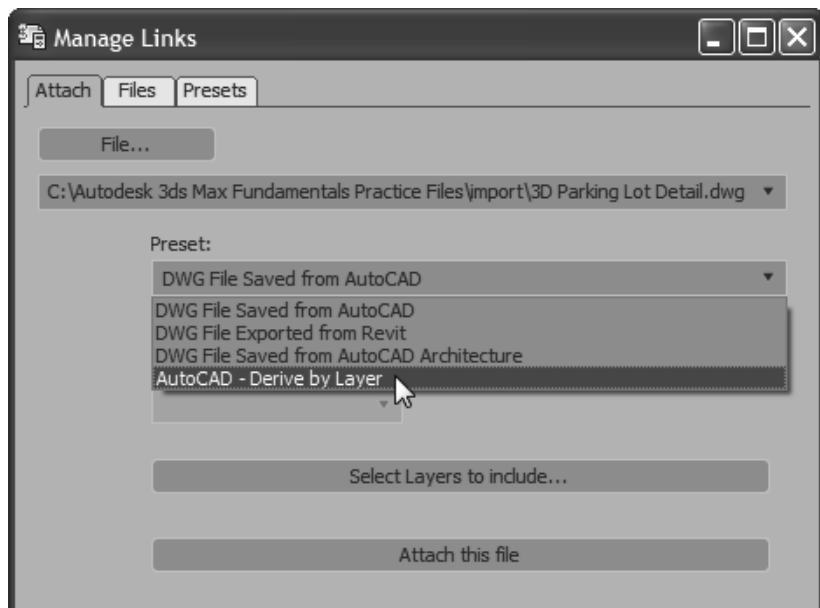 Manage Links
Attach Files Presets
File...
C:\Autodesk 3ds Max Fundamentals Practice Files\import\3D Parking Lot Detail.dwg
Preset:
DWG File Saved from AutoCAD
DWG File Saved from AutoCAD
DWG File Exported from Revit
DWG File Saved from AutoCAD Architecture
AutoCAD - Derive by Layer
Select Layers to include...
Attach this file